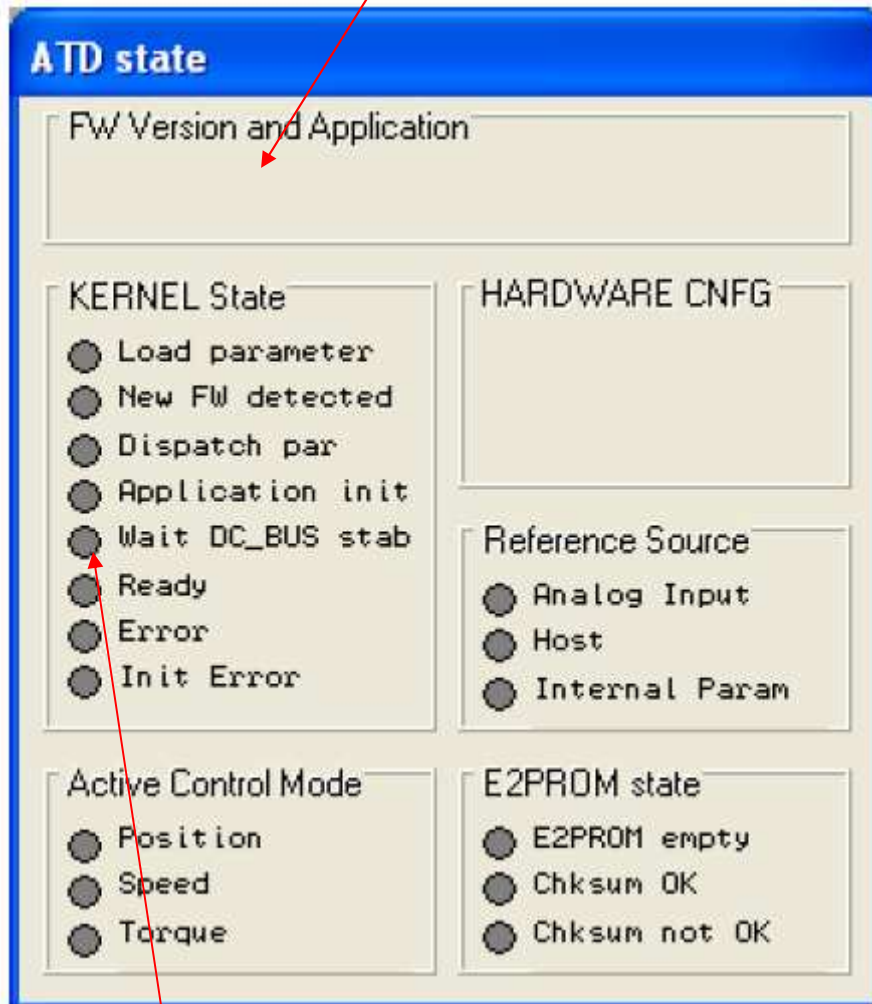 ATD state
FW Version and Application
KERNEL State
Load parameter
New FW detected
Dispatch par
Application init
Wait DC_BUS stab
Ready
Error
Init Error
HARDWARE CNFG
Reference Source
Analog Input
Host
Internal Param
Active Control Mode
Position
Speed
Torque
E2PROM state
E2PROM empty
Chksum OK
Chksum not OK